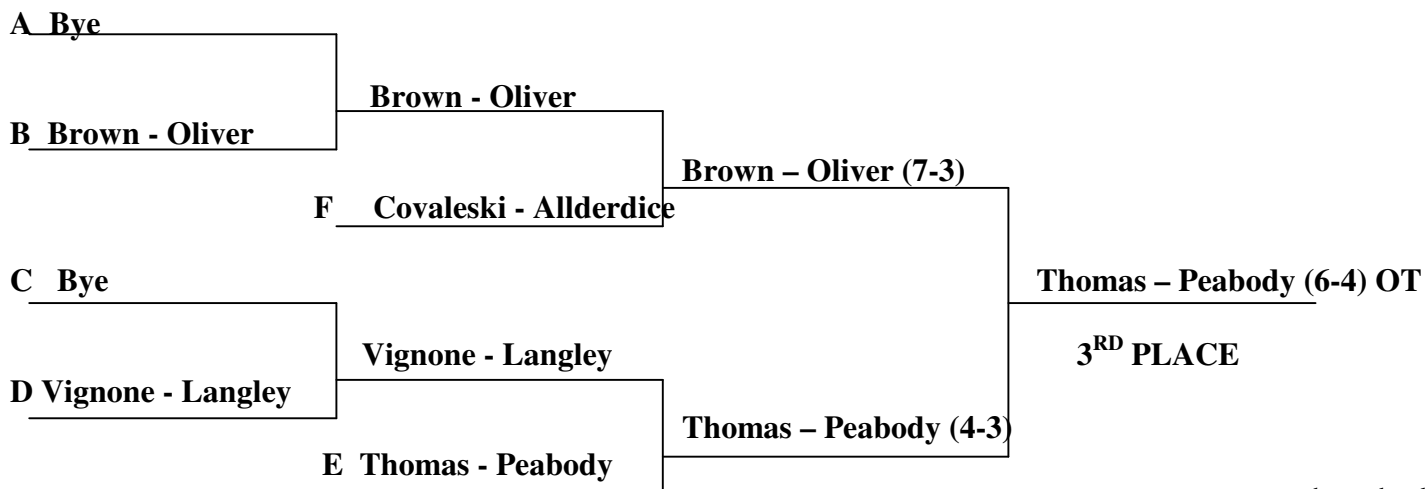 A Bye
Brown - Oliver
B Brown - Oliver
Brown – Oliver (7-3)
F Covaleski - Allderdice
C Bye
Thomas – Peabody (6-4) OT
Vignone - Langley
3RD PLACE
D Vignone - Langley
Thomas – Peabody (4-3)
E Thomas - Peabody